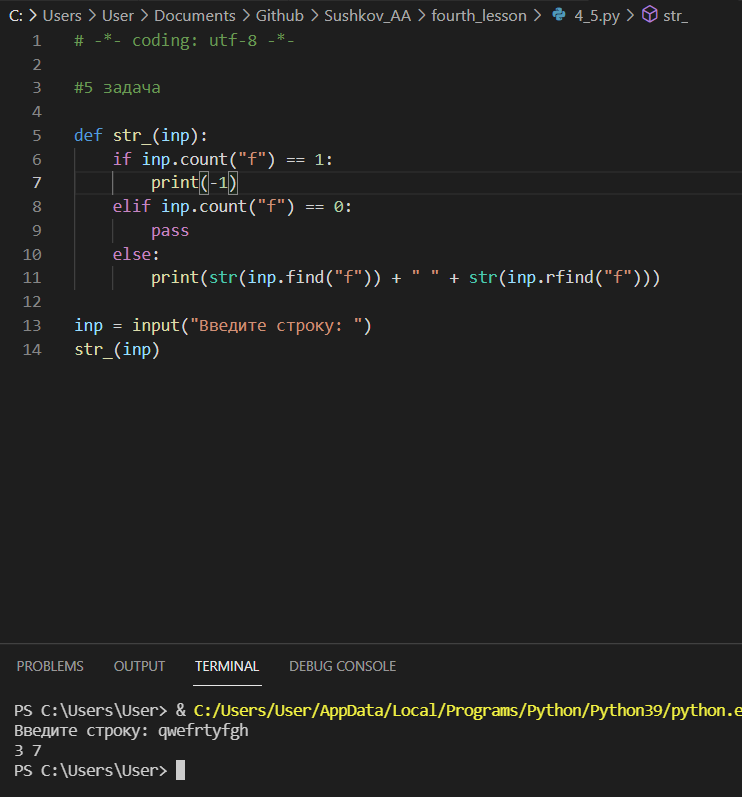 C: > Users > User > Documents > Github > Sushkov_AA > fourth_lesson > 4_5.py > str_
1 # -*- coding: utf-8 -*-
2
3 #5 задача
4
5 def str_(inp):
6     if inp.count("f") == 1:
7         print(-1)
8     elif inp.count("f") == 0:
9         pass
10     else:
11         print(str(inp.find("f")) + " " + str(inp.rfind("f")))
12
13 inp = input("Введите строку: ")
14 str_(inp)
PROBLEMS OUTPUT TERMINAL DEBUG CONSOLE
PS C:\Users\User> & C:/Users/User/AppData/Local/Programs/Python/Python39/python.e
Введите строку: qwefrtyfgh
3 7
PS C:\Users\User>